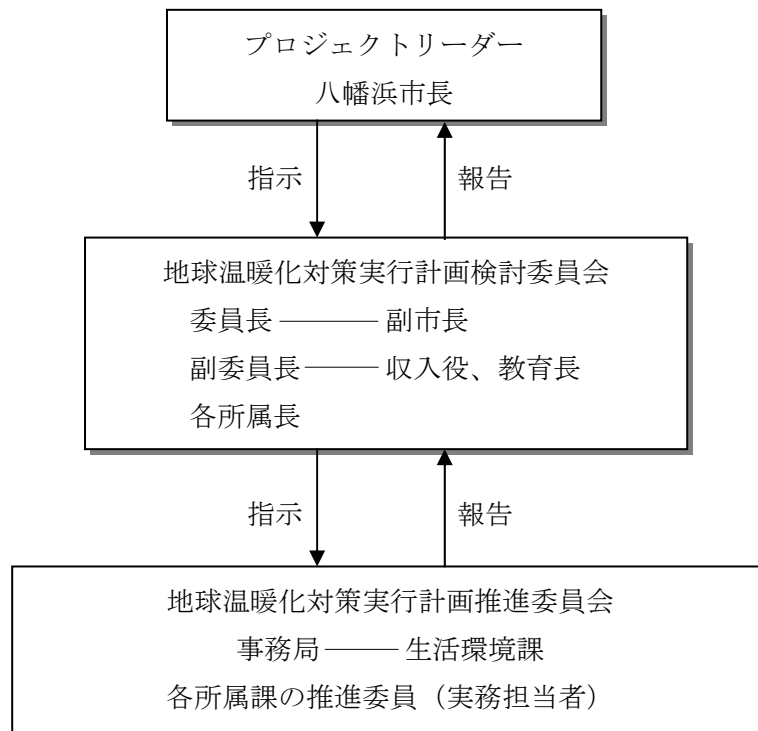 プロジェクトリーダー
八幡浜市長
指示
報告
地球温暖化対策実行計画検討委員会
委員長 ――― 副市長
副委員長 ――― 収入役、教育長
各所属長
指示
報告
地球温暖化対策実行計画推進委員会
事務局 ――― 生活環境課
各所属課の推進委員（実務担当者）